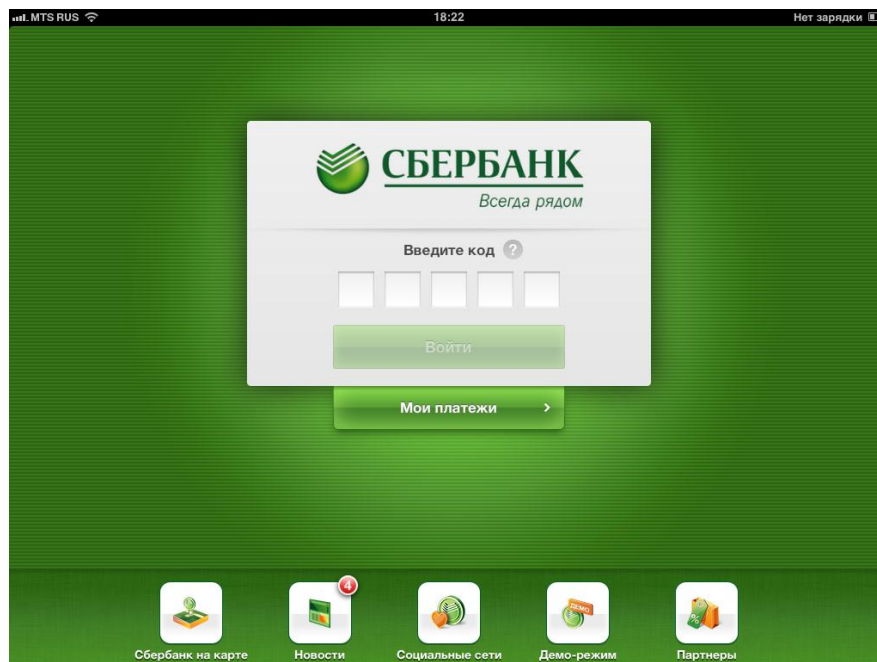 MTS RUS 18:22 Нет зарядки
СБЕРБАНК
Всегда рядом
Введите код ?
Войти
Мои платежи
4
ДЕМО
%
Сбербанк на карте Новости Социальные сети Демо-режим Партнеры